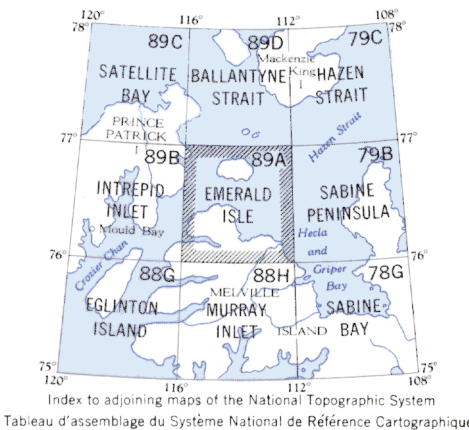 120° 116° 112° 108°
78° 78°
89C 89D 79C
Mackenzie
King
I
SATELLITE BAY
BALLANTYNE STRAIT
HAZEN STRAIT
PRINCE
PATRICK
I
Hazen Strait
77° 77°
89B 89A 79B
INTREPID INLET
EMERALD ISLE
SABINE PENINSULA
Mould Bay
Hecla
and
Griper
Bay
Crozier Chan
76° 76°
88G 88H 78G
MELVILLE
ISLAND
EGLINTON ISLAND
MURRAY INLET
SABINE BAY
75° 75°
120° 116° 112° 108°
Index to adjoining maps of the National Topographic System
Tableau d'assemblage du Système National de Référence Cartographique